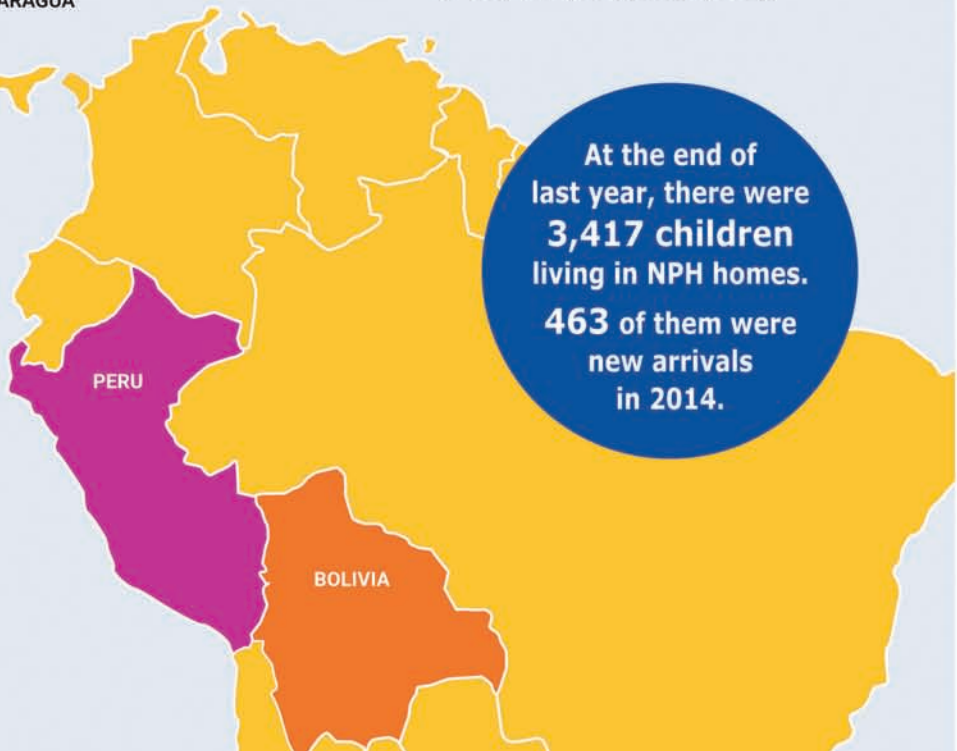 At the end of
last year, there were
3,417 children
living in NPH homes.
463 of them were
new arrivals
in 2014.
PERU
BOLIVIA